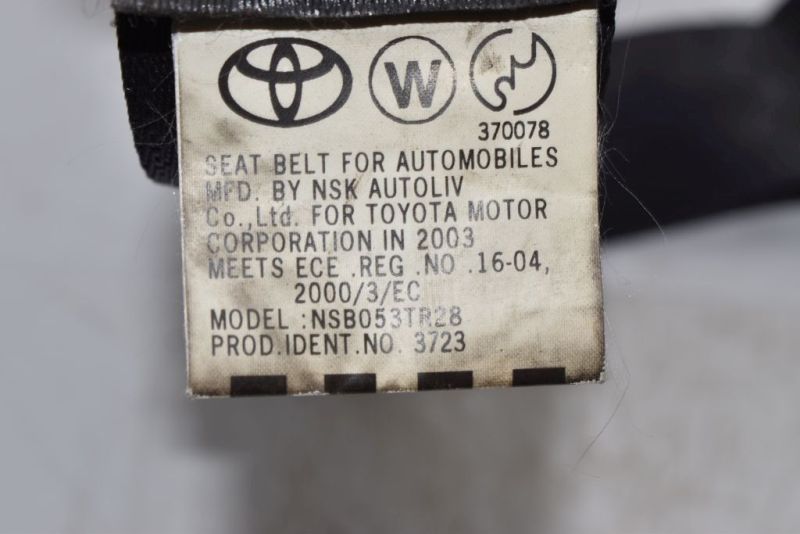 W
370078
SEAT BELT FOR AUTOMOBILES
MFD. BY NSK AUTOLIV
Co.,Ltd. FOR TOYOTA MOTOR
CORPORATION IN 2003
MEETS ECE .REG .NO .16-04,
2000/3/EC
MODEL :NSB053TR28
PROD.IDENT.NO. 3723